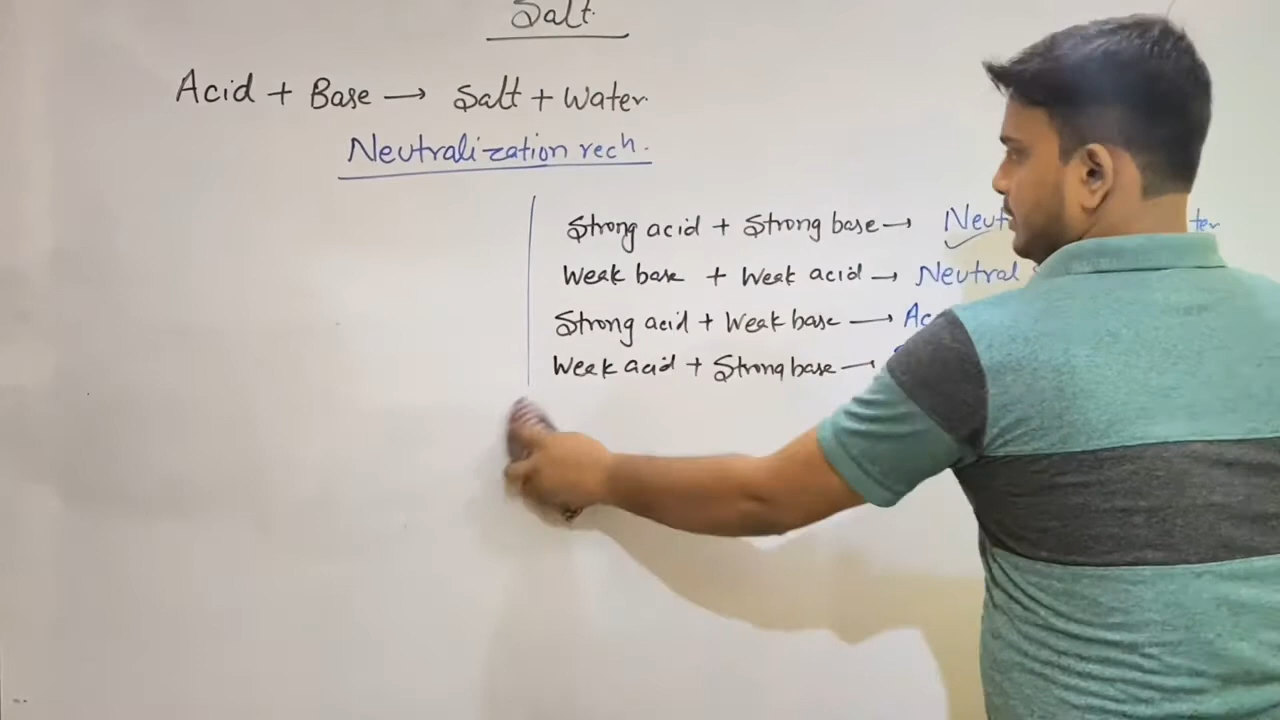 Salt.
Acid + Base → Salt + Water.
Neutralization rech.
Strong acid + Strong base →
Weak base + Weak acid → Neutral
Strong acid + Weak base →
Weak acid + Strong base →